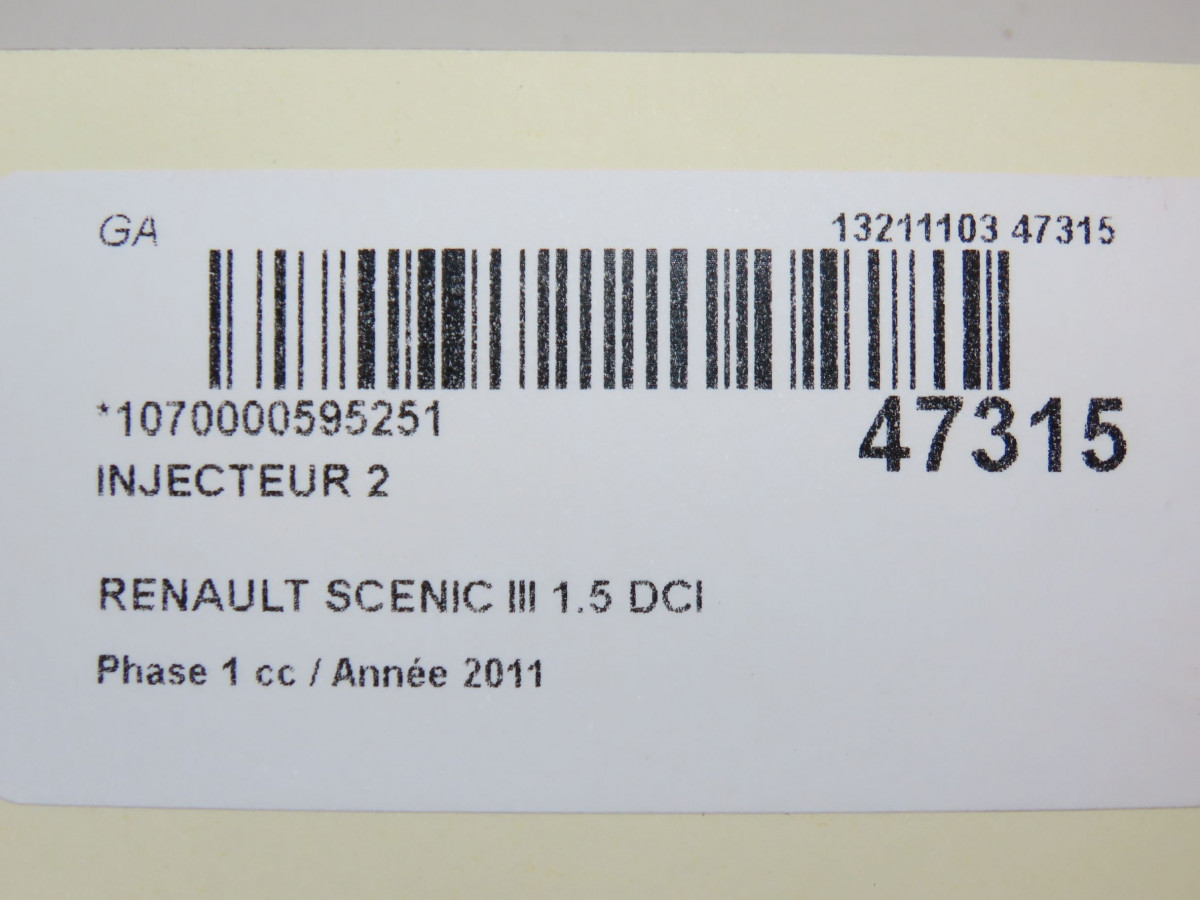 GA
13211103 47315
*1070000595251
47315
INJECTEUR 2
RENAULT SCENIC III 1.5 DCI
Phase 1 cc / Année 2011